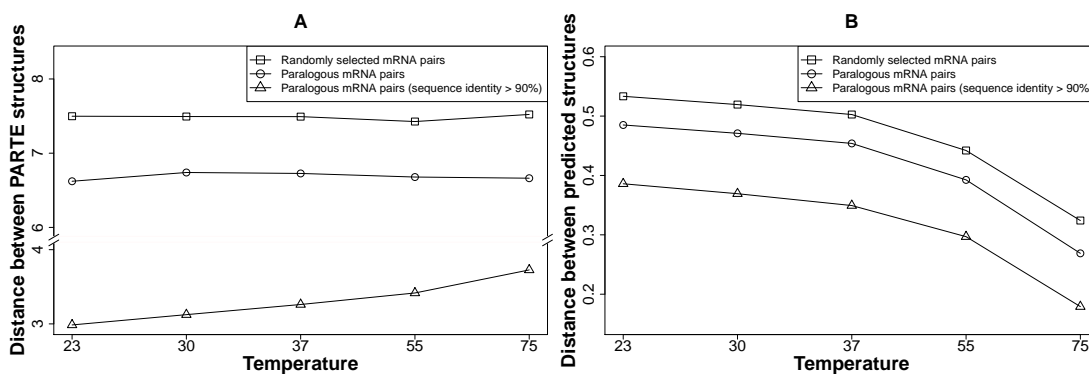 A
Distance between PARTE structures
8
7
6
4
3
Randomly selected mRNA pairs
Paralogous mRNA pairs
Paralogous mRNA pairs (sequence identity > 90%)
23 30 37 55 75
Temperature
B
Distance between predicted structures
0.6
0.5
0.4
0.3
0.2
Randomly selected mRNA pairs
Paralogous mRNA pairs
Paralogous mRNA pairs (sequence identity > 90%
23 30 37 55 75
Temperature